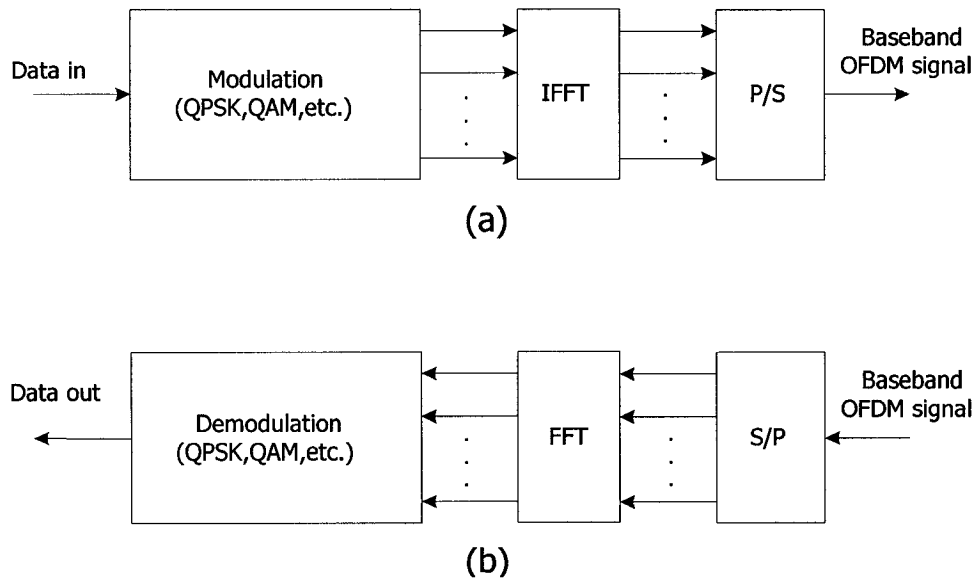 Data in
Modulation
(QPSK,QAM,etc.)
IFFT
P/S
Baseband
OFDM signal
(a)
Data out
Demodulation
(QPSK,QAM,etc.)
FFT
S/P
Baseband
OFDM signal
(b)